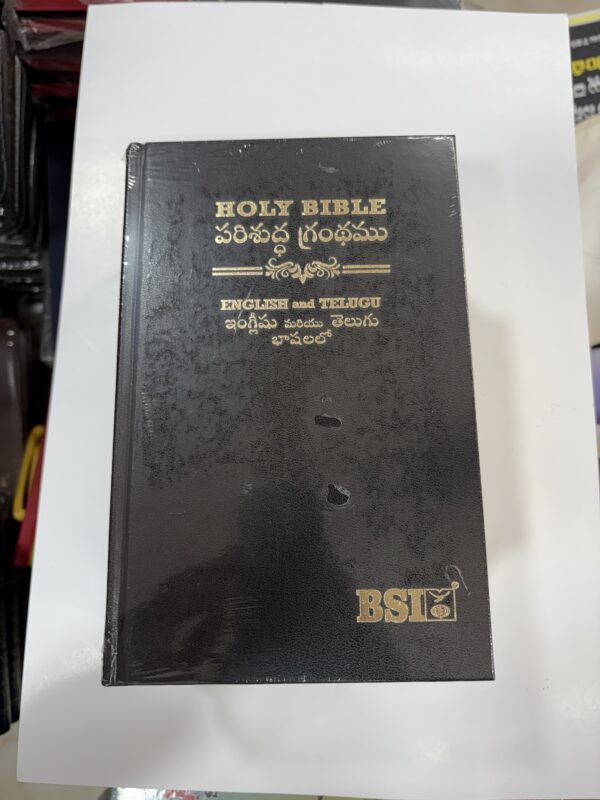 HOLY BIBLE
పరిశుద్ధ గ్రంథము
ENGLISH and TELUGU
ఇంగ్లీషు మరియు తెలుగు
భాషలలో
BSI